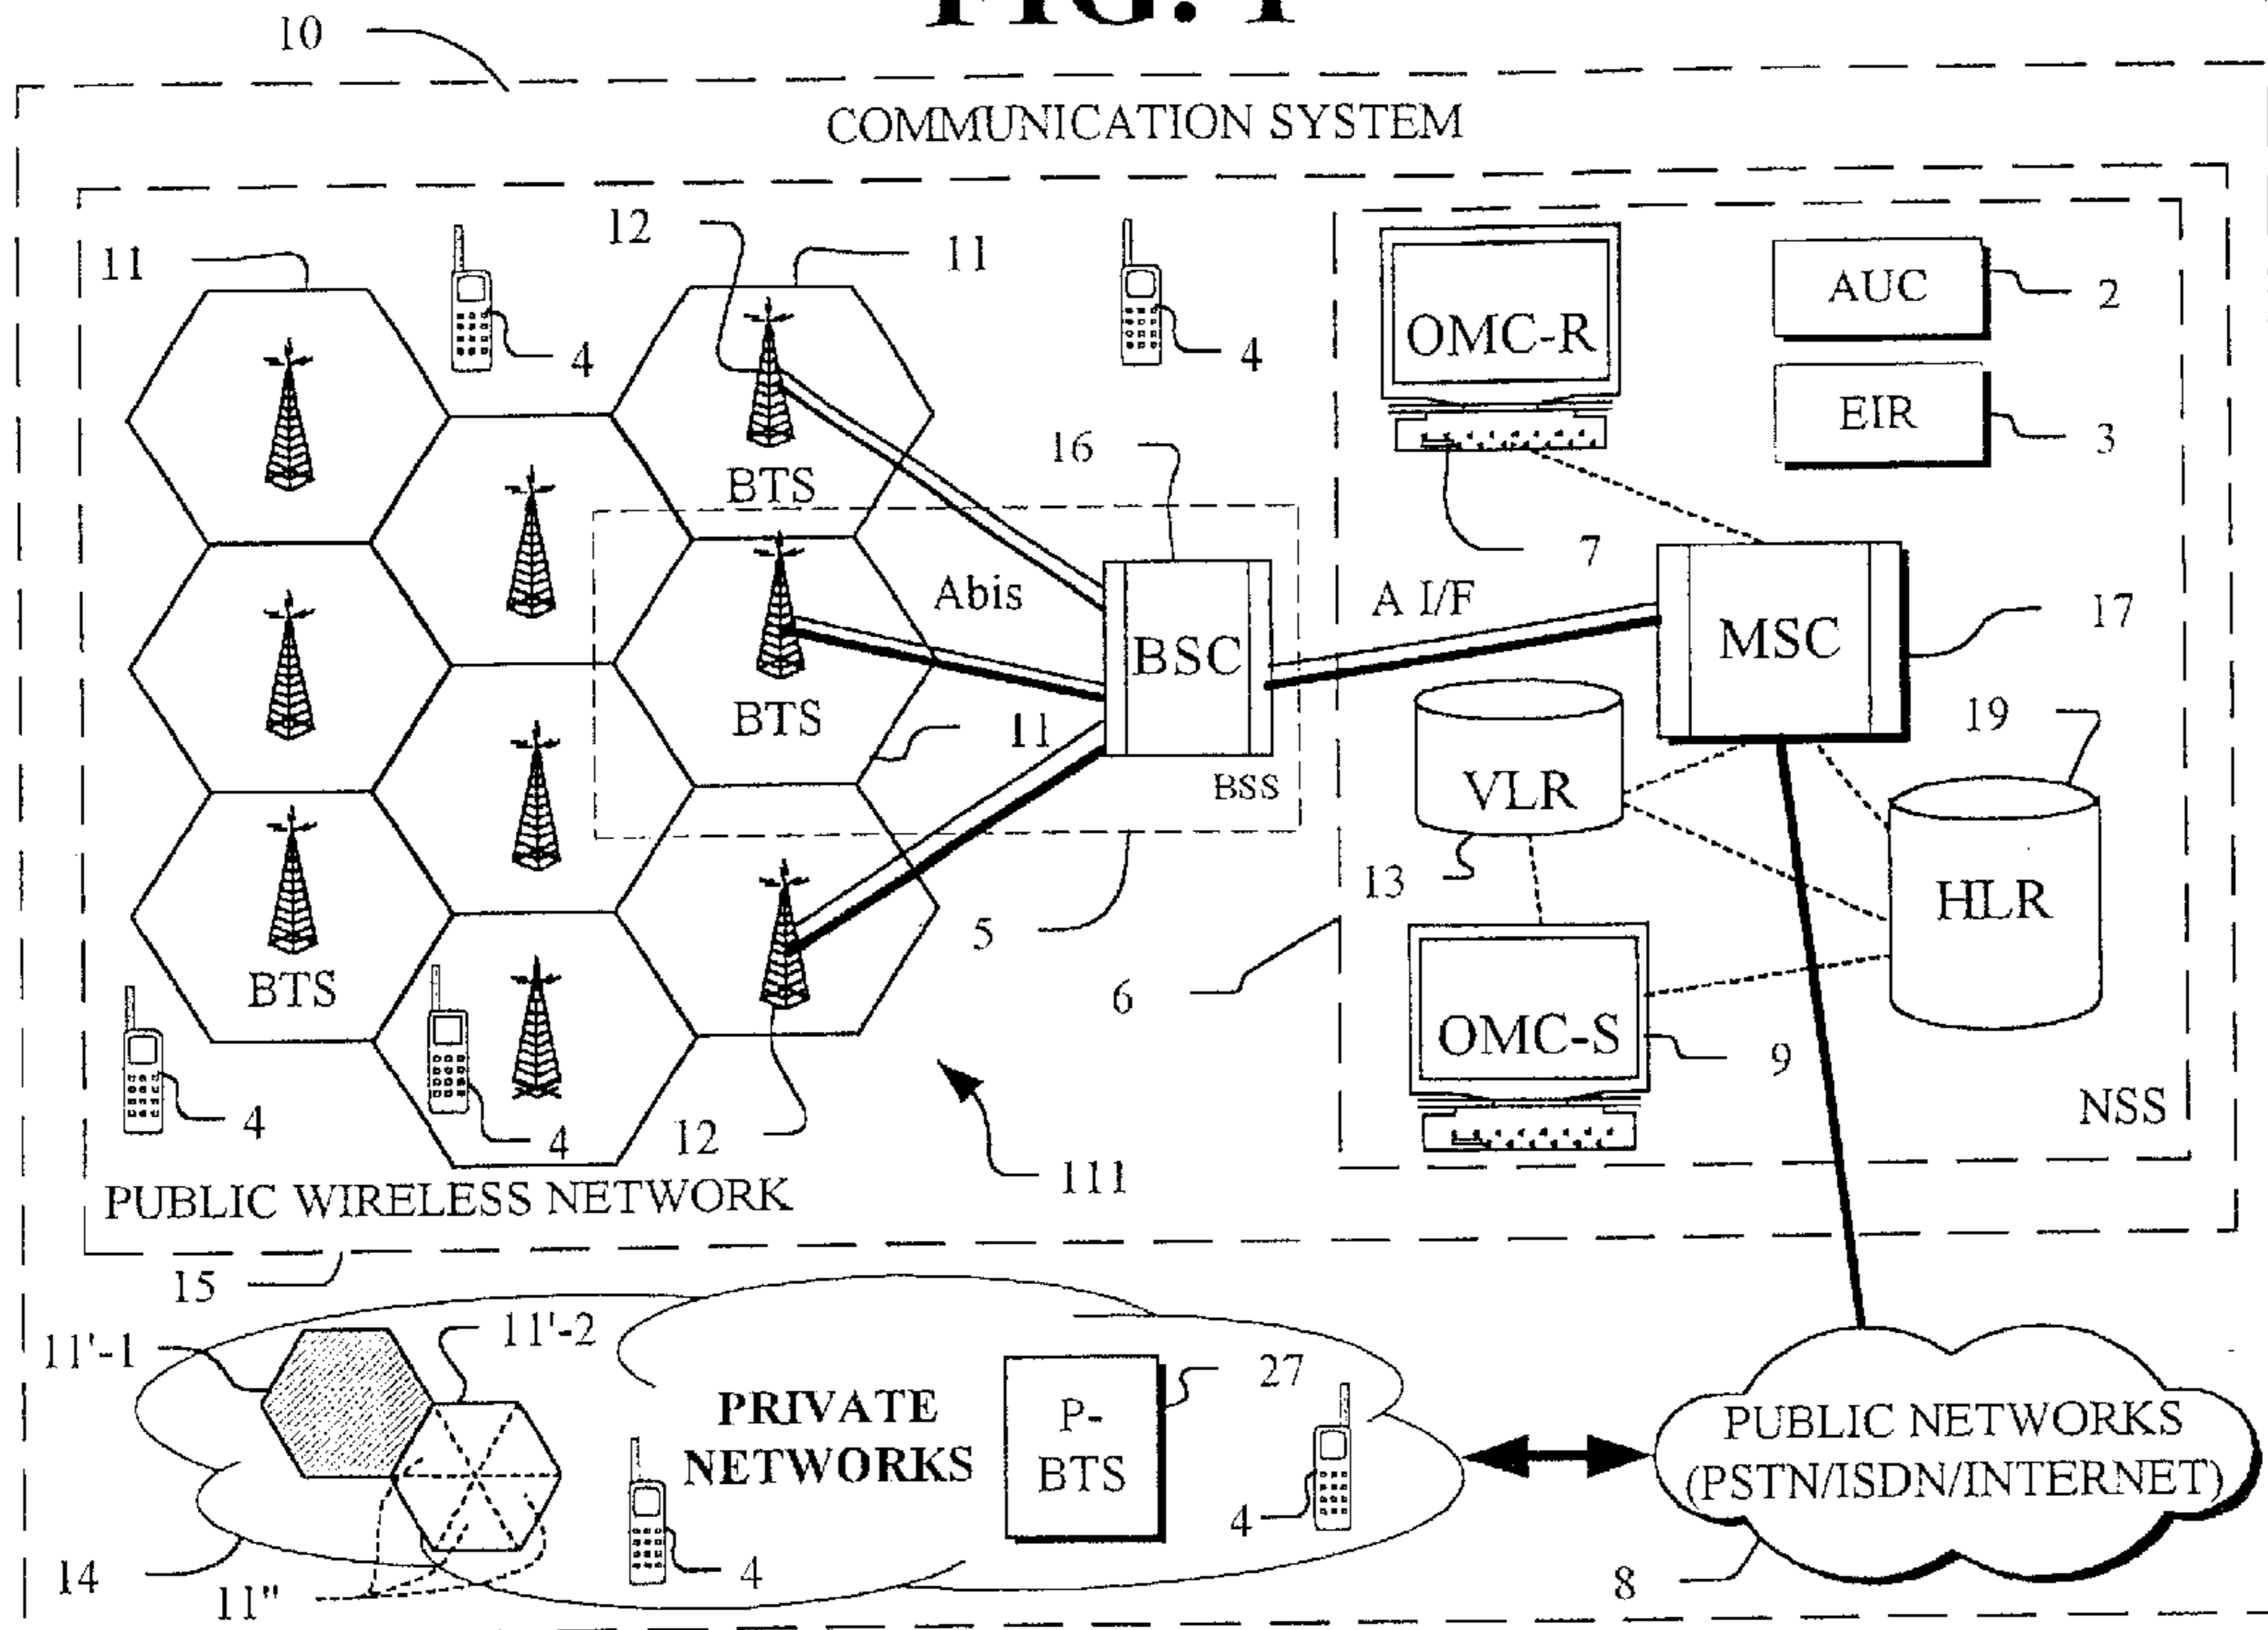 FIG. 1
10
COMMUNICATION SYSTEM
11
12
11
4
4
OMC-R
AUC
2
EIR
3
BTS
16
7
Abis
BSC
A I/F
MSC
17
BTS
11
BSS
VLR
19
13
HLR
5
6
BTS
OMC-S
9
4
4
12
111
NSS
PUBLIC WIRELESS NETWORK
15
11'-1
11'-2
PRIVATE
NETWORKS
P-
BTS
27
4
4
14
11"
PUBLIC NETWORKS
(PSTN/ISDN/INTERNET)
8